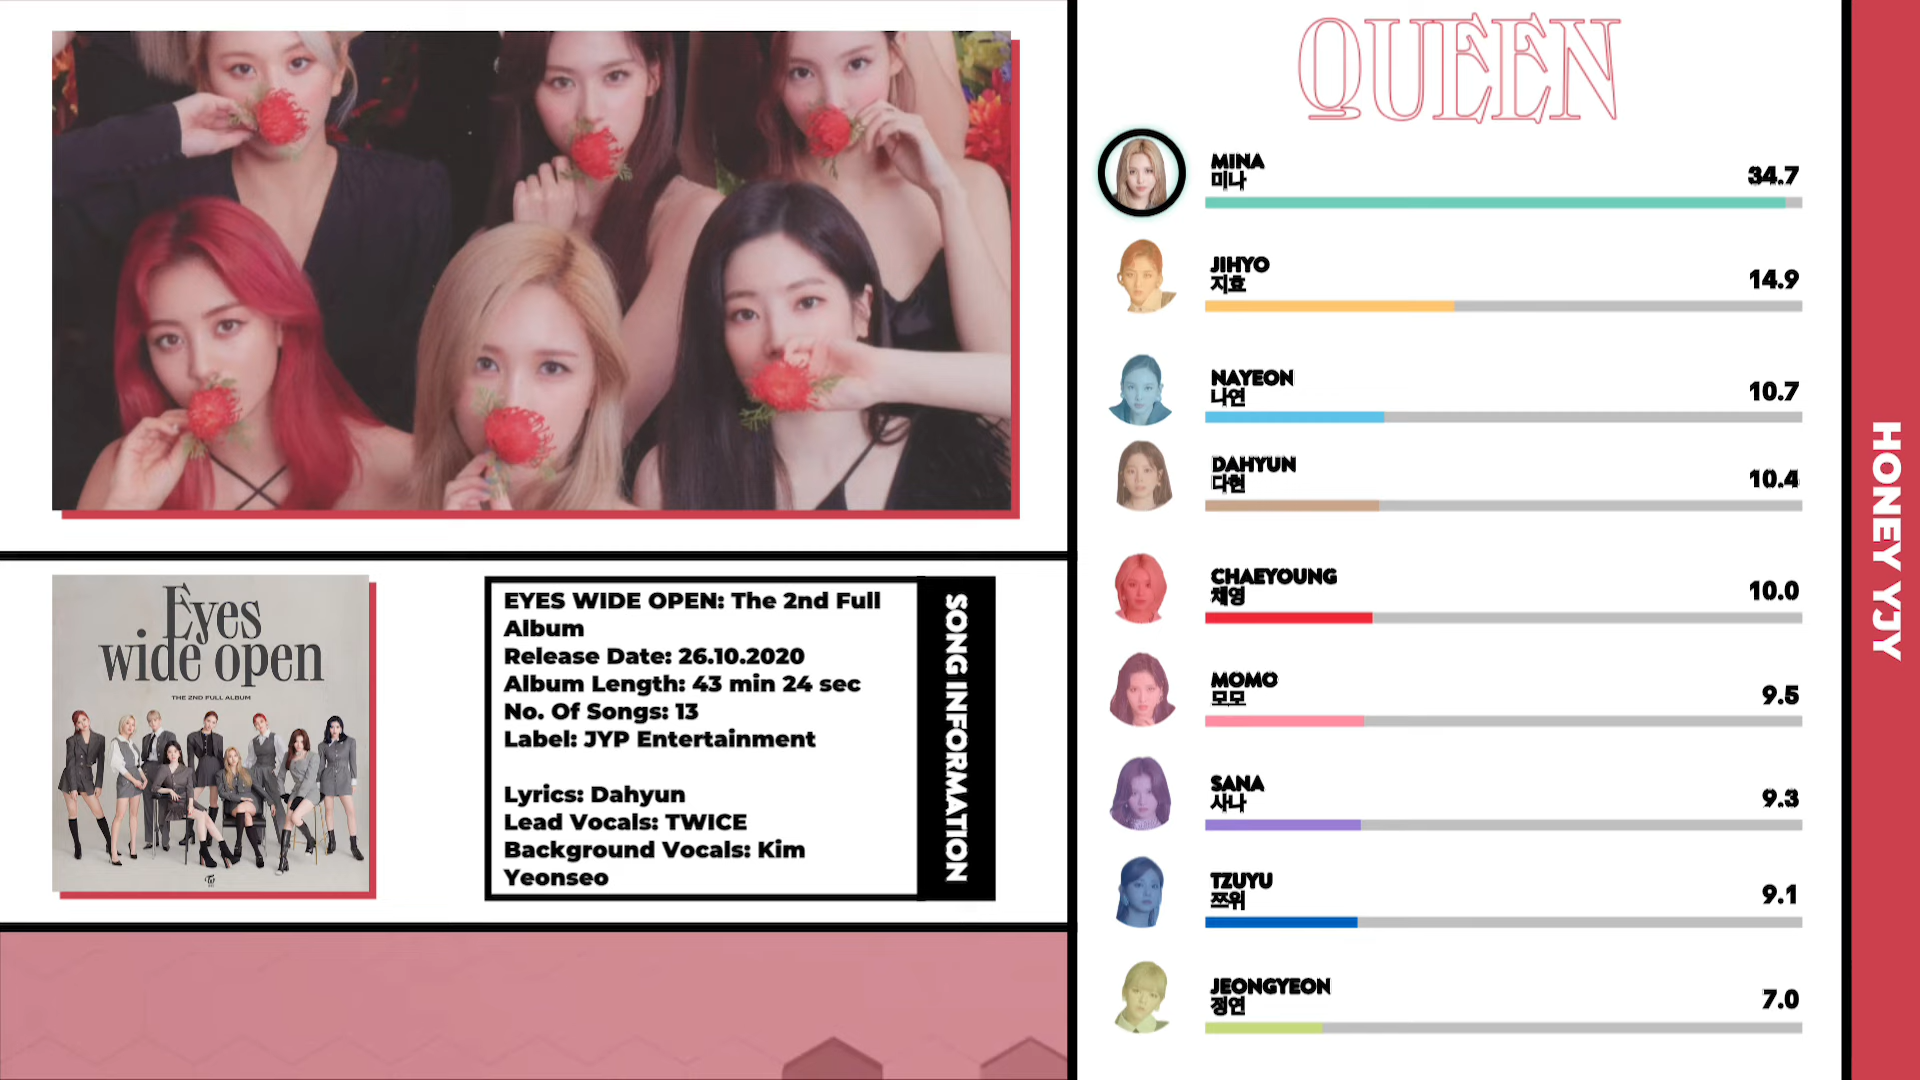 Eyes
wide open
THE 2ND FULL ALBUM
EYES WIDE OPEN: The 2nd Full
Album
Release Date: 26.10.2020
Album Length: 43 min 24 sec
No. Of Songs: 13
Label: JYP Entertainment
Lyrics: Dahyun
Lead Vocals: TWICE
Background Vocals: Kim
Yeonseo
SONG INFORMATION
QUEEN
MINA
미나
34.7
JIHYO
지효
14.9
NAYEON
나연
10.7
DAHYUN
다현
10.4
CHAEYOUNG
채영
10.0
MOMO
모모
9.5
SANA
사나
9.3
TZUYU
쯔위
9.1
JEONGYEON
정연
7.0
HONEY YJY